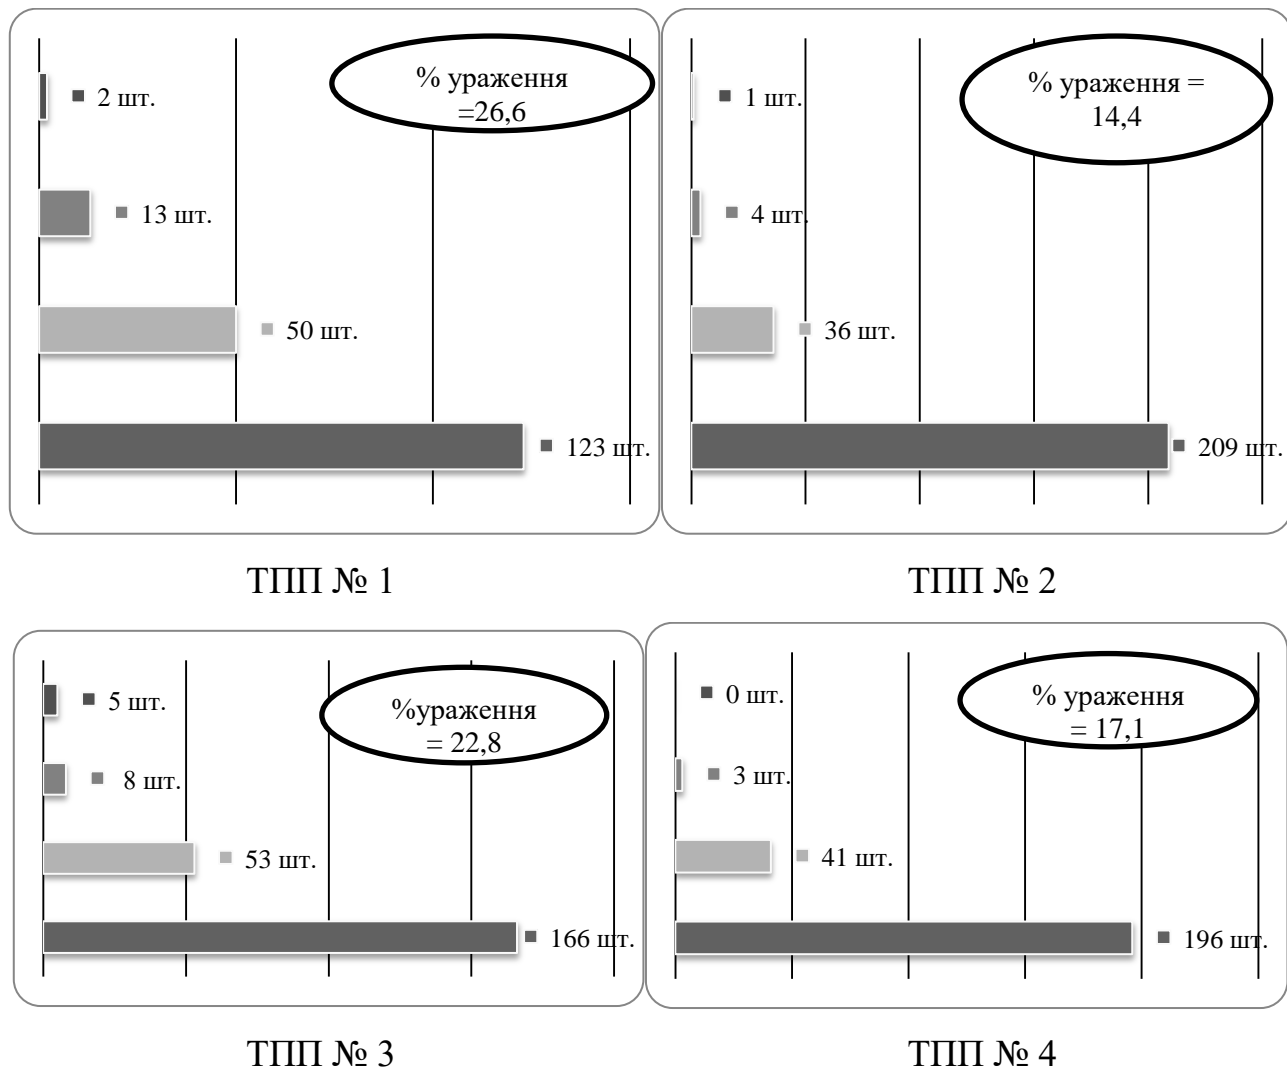 % ураження
=26,6
2 шт.
13 шт.
50 шт.
123 шт.
% ураження =
14,4
1 шт.
4 шт.
36 шт.
209 шт.
ТПП № 1
ТПП № 2
%ураження
= 22,8
5 шт.
8 шт.
53 шт.
166 шт.
% ураження
= 17,1
0 шт.
3 шт.
41 шт.
196 шт.
ТПП № 3
ТПП № 4